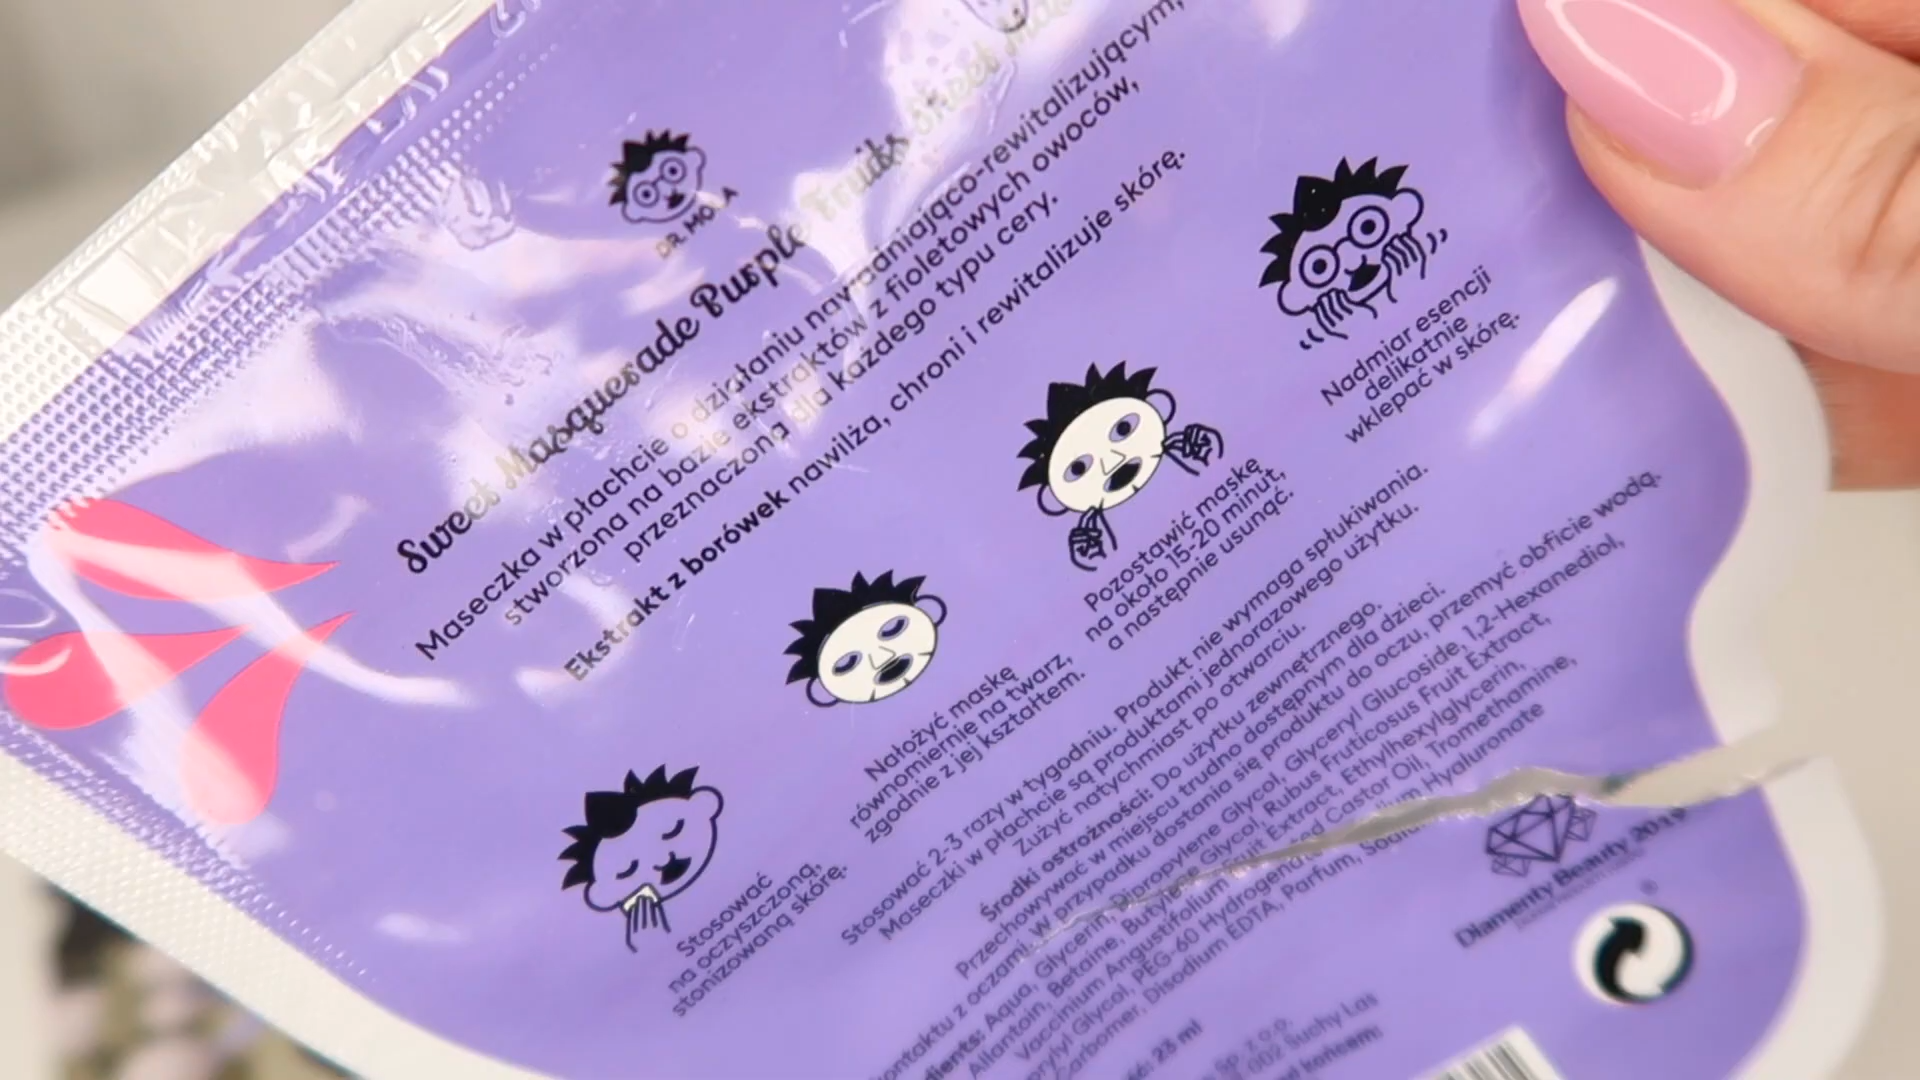 DR. MOLA
Sweet Masquerade Purple Fruits Sheet Mask
Maseczka w płachcie o działaniu nawadniająco-rewitalizującym,
stworzona na bazie ekstraktów z fioletowych owoców,
przeznaczona dla każdego typu cery.
Ekstrakt z borówek nawilża, chroni i rewitalizuje skórę.
Stosować
na oczyszczoną,
stonizowaną skórę.
Nałożyć maskę
równomiernie na twarz,
zgodnie z jej kształtem.
Pozostawić maskę
na około 15-20 minut,
a następnie usunąć.
Nadmiar esencji
delikatnie
wklepać w skórę.
Stosować 2-3 razy w tygodniu. Produkt nie wymaga spłukiwania.
Maseczki w płachcie są produktami jednorazowego użytku.
Zużyć natychmiast po otwarciu.
Środki ostrożności: Do użytku zewnętrznego.
Przechowywać w miejscu trudno dostępnym dla dzieci.
kontaktu z oczami. W przypadku dostania się produktu do oczu, przemyć obficie wodą.
Aqua, Glycerin, Dipropylene Glycol, Glyceryl Glucoside, 1,2-Hexanediol,
Allantoin, Betaine, Butylene Glycol, Rubus Fruticosus Fruit Extract,
Vaccinium Angustifolium Fruit Extract, Ethylhexylglycerin,
Glycol, PEG-60 Hydrogenated Castor Oil, Tromethamine,
Carbomer, Disodium EDTA, Parfum, Sodium Hyaluronate
23 ml
Sp. z o.o.
002 Suchy Las
Diamenty Beauty 2019